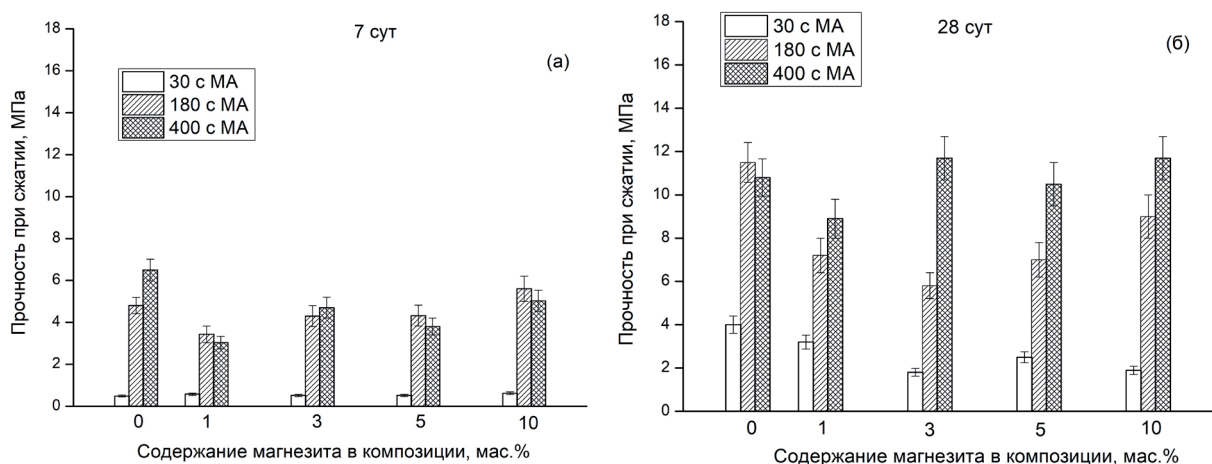 7 сут
(а)
30 с МА
180 с МА
400 с МА
Прочность при сжатии, МПа
18
16
14
12
10
8
6
4
2
0
0 1 3 5 10
Содержание магнезита в композиции, мас.%
28 сут
(б)
30 с МА
180 с МА
400 с МА
Прочность при сжатии, МПа
18
16
14
12
10
8
6
4
2
0
0 1 3 5 10
Содержание магнезита в композиции, мас.%